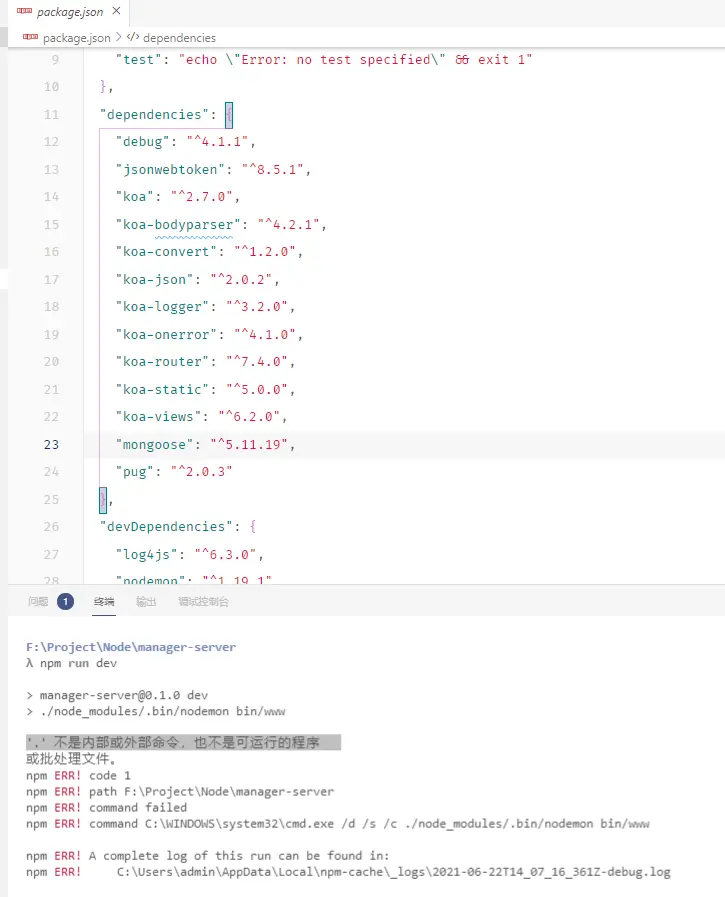 package.json ×
package.json > dependencies
9 "test": "echo \"Error: no test specified\" && exit 1"
10 },
11 "dependencies": {
12 "debug": "^4.1.1",
13 "jsonwebtoken": "^8.5.1",
14 "koa": "^2.7.0",
15 "koa-bodyparser": "^4.2.1",
16 "koa-convert": "^1.2.0",
17 "koa-json": "^2.0.2",
18 "koa-logger": "^3.2.0",
19 "koa-onerror": "^4.1.0",
20 "koa-router": "^7.4.0",
21 "koa-static": "^5.0.0",
22 "koa-views": "^6.2.0",
23 "mongoose": "^5.11.19",
24 "pug": "^2.0.3"
25 },
26 "devDependencies": {
27 "log4js": "^6.3.0",
28 "nodemon": "^1.19.1"
问题 1 终端 输出 调试控制台
F:\Project\Node\manager-server
λ npm run dev
> manager-server@0.1.0 dev
> ./node_modules/.bin/nodemon bin/www
'.' 不是内部或外部命令，也不是可运行的程序
或批处理文件。
npm ERR! code 1
npm ERR! path F:\Project\Node\manager-server
npm ERR! command failed
npm ERR! command C:\WINDOWS\system32\cmd.exe /d /s /c ./node_modules/.bin/nodemon bin/www
npm ERR! A complete log of this run can be found in:
npm ERR!     C:\Users\admin\AppData\Local\npm-cache\_logs\2021-06-22T14_07_16_361Z-debug.log